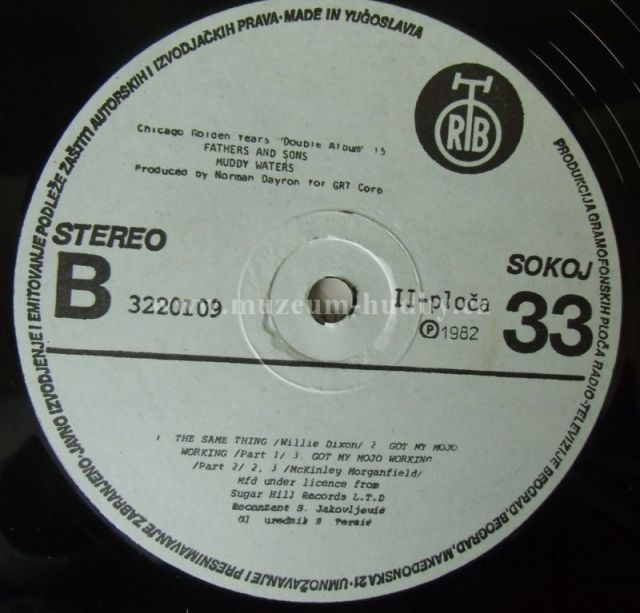 PRODUKCIJA GRAMOFONSKIH PLOČA RADIO-TELEVIZIJE BEOGRAD, BEOGRAD, MAKEDONSKA 21 · UMNOŽAVANJE I PRESNIMAVANJE ZABRANJENO · JAVNO IZVODJENJE I EMITOVANJE PODLEŽE ZAŠTITI AUTORSKIH I IZVODJAČKIH PRAVA · MADE IN YUGOSLAVIA
RTB
Chicago Golden Years "Double Album" 15
FATHERS AND SONS
MUDDY WATERS
Produced by Norman Dayron for GRT Corp
STEREO
SOKOJ
B 3220109
II-ploča
33
℗ 1982
www.muzeum-hudby.cz
1 THE SAME THING /Willie Dixon/ 2 GOT MY MOJO
WORKING /Part 1/ 3. GOT MY MOJO WORKING
/Part 2/ 2, 3 /McKinley Morganfield/
Mfd under licence from
Sugar Hill Records L.T.D
Recenzent S. Jakovljević
Gl urednik S Terzić